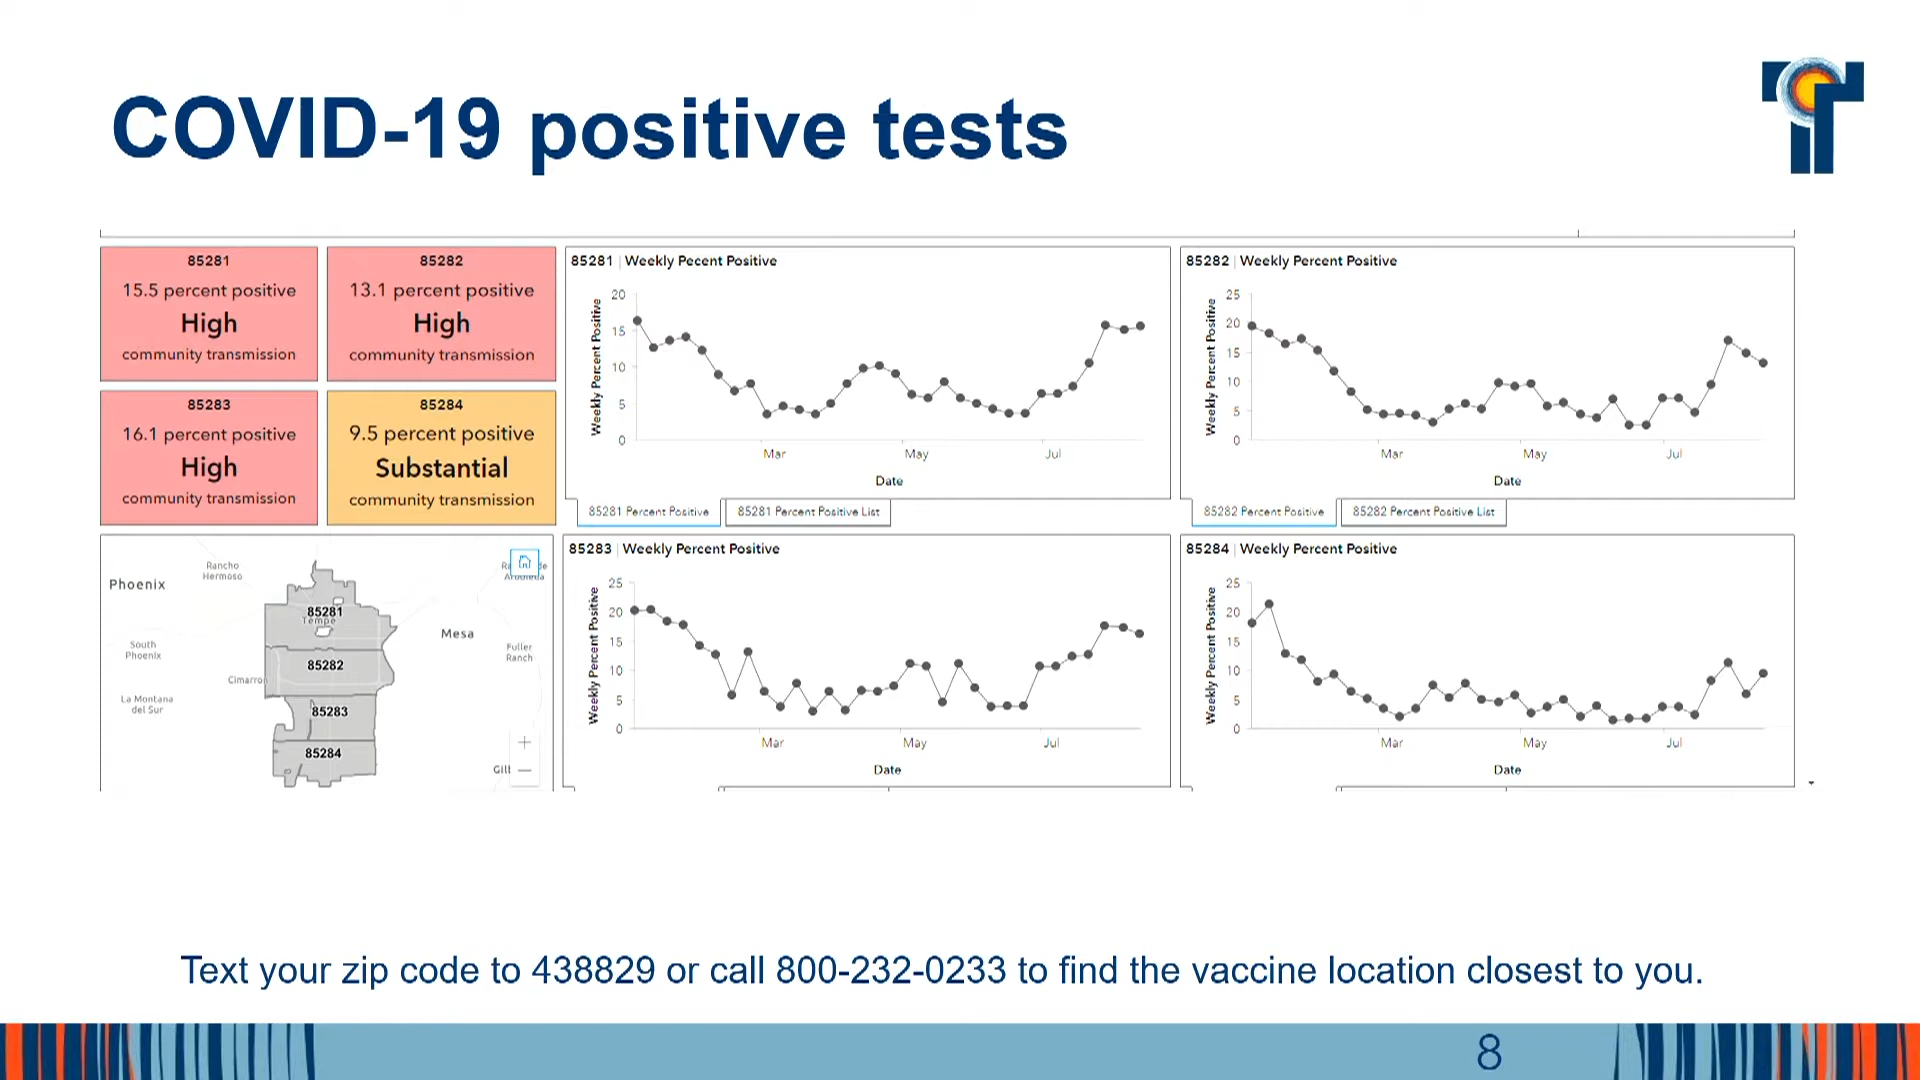 COVID-19 positive tests
85281
15.5 percent positive
High
community transmission
85282
13.1 percent positive
High
community transmission
85283
16.1 percent positive
High
community transmission
85284
9.5 percent positive
Substantial
community transmission
85281 | Weekly Pecent Positive
Weekly Percent Positive
20
15
10
5
0
Mar May Jul
Date
85281 Percent Positive
85281 Percent Positive List
85282 | Weekly Percent Positive
Weekly Percent Positive
25
20
15
10
5
0
Mar May Jul
Date
85282 Percent Positive
85282 Percent Positive List
Phoenix
Rancho
Hermoso
85281
Tempe
Mesa
South
Phoenix
Fuller
Ranch
85282
Cimarron
La Montana
del Sur
85283
85284
+
Gilb
−
85283 | Weekly Percent Positive
Weekly Percent Positive
25
20
15
10
5
0
Mar May Jul
Date
85284 | Weekly Percent Positive
Weekly Percent Positive
25
20
15
10
5
0
Mar May Jul
Date
Text your zip code to 438829 or call 800-232-0233 to find the vaccine location closest to you.
8